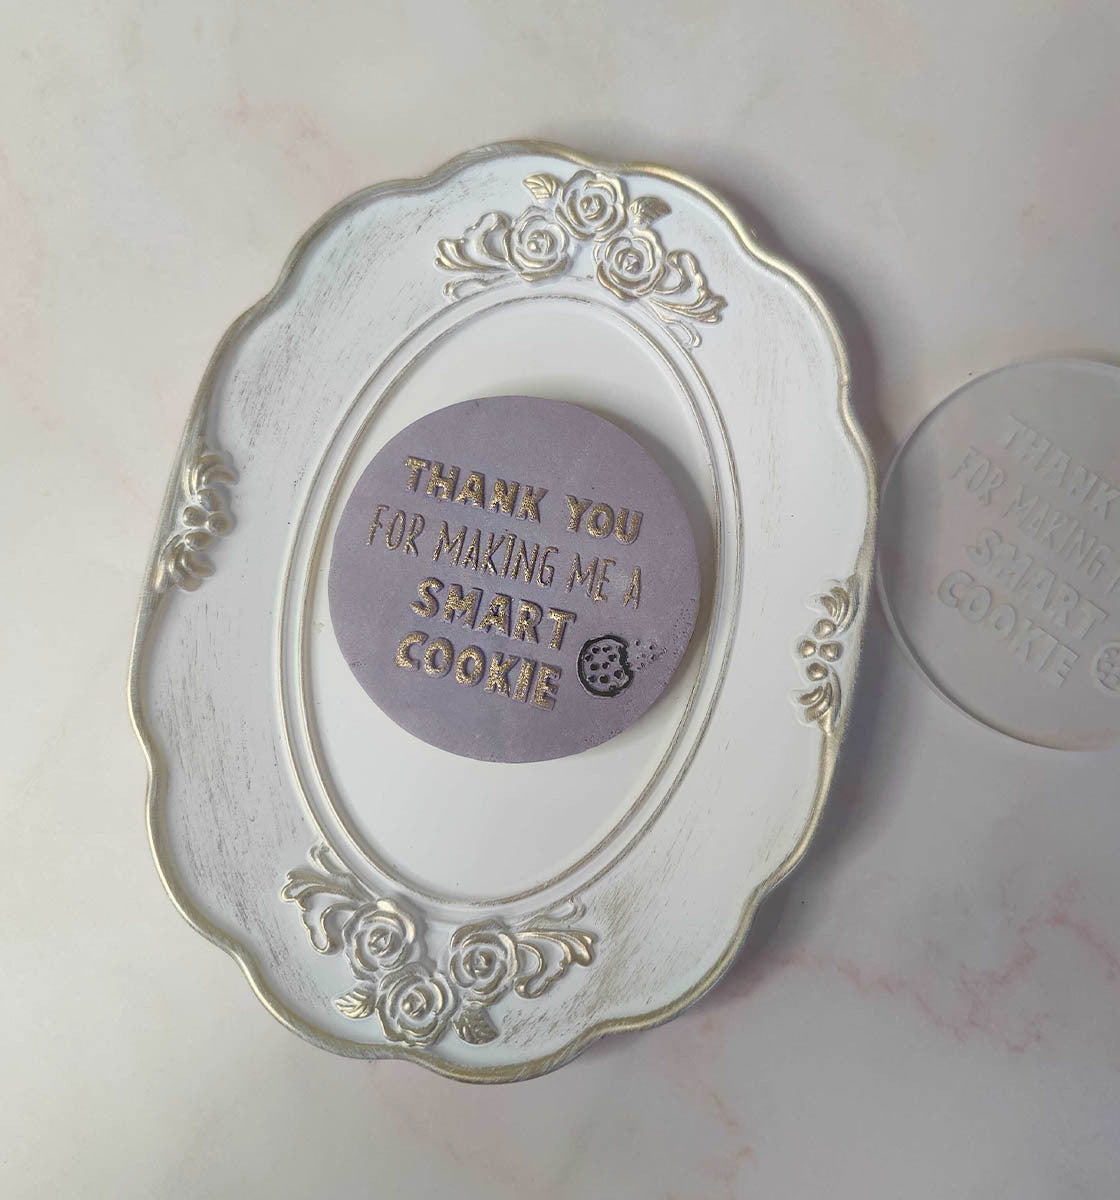 THANK YOU
FOR MAKING ME A
SMART
COOKIE
THANK
FOR MAKING
SMART
COOKIE